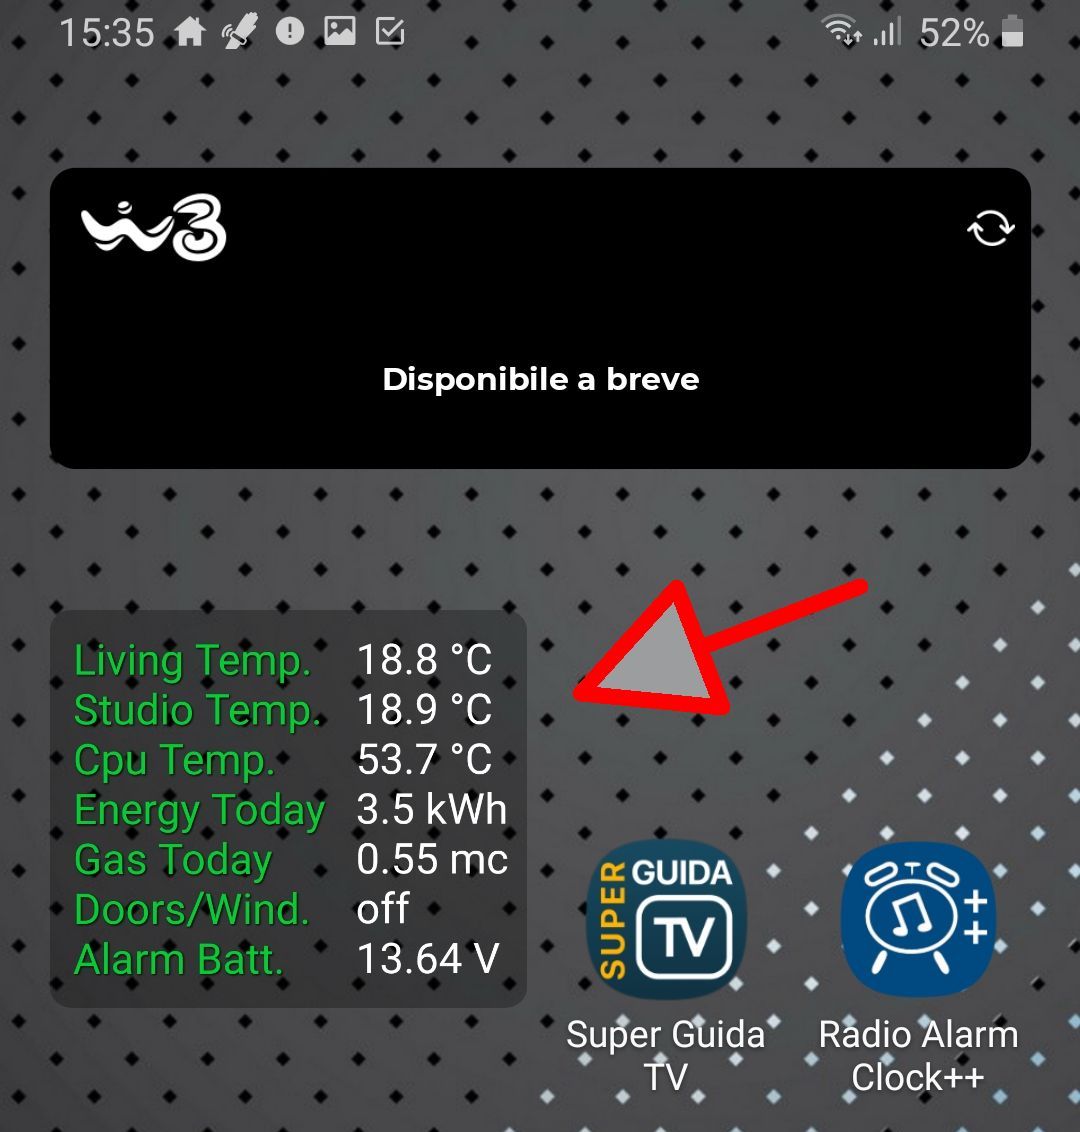 15:35 52%
W3
Disponibile a breve
Living Temp. 18.8 °C
Studio Temp. 18.9 °C
Cpu Temp. 53.7 °C
Energy Today 3.5 kWh
Gas Today 0.55 mc
Doors/Wind. off
Alarm Batt. 13.64 V
SUPER GUIDA TV
++
Super Guida TV
Radio Alarm Clock++